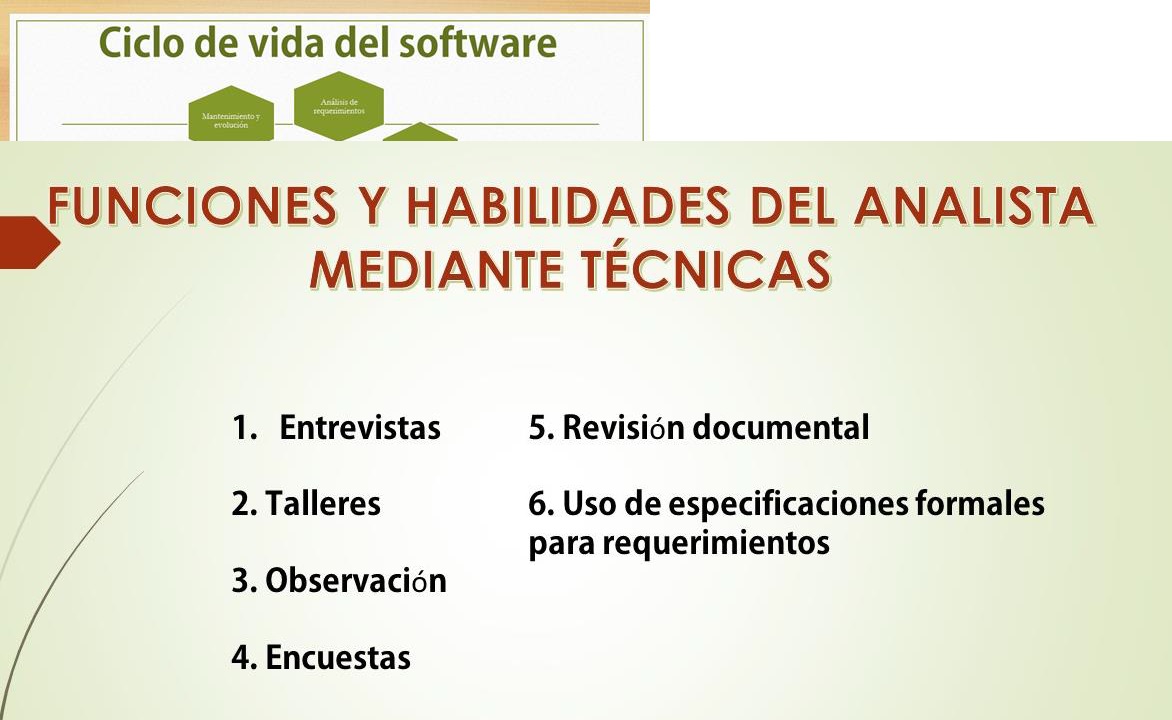 Ciclo de vida del software
Análisis de
requerimientos
Mantenimiento y
evolución
FUNCIONES Y HABILIDADES DEL ANALISTA
MEDIANTE TÉCNICAS
1. Entrevistas
2. Talleres
3. Observación
4. Encuestas
5. Revisión documental
6. Uso de especificaciones formales
para requerimientos